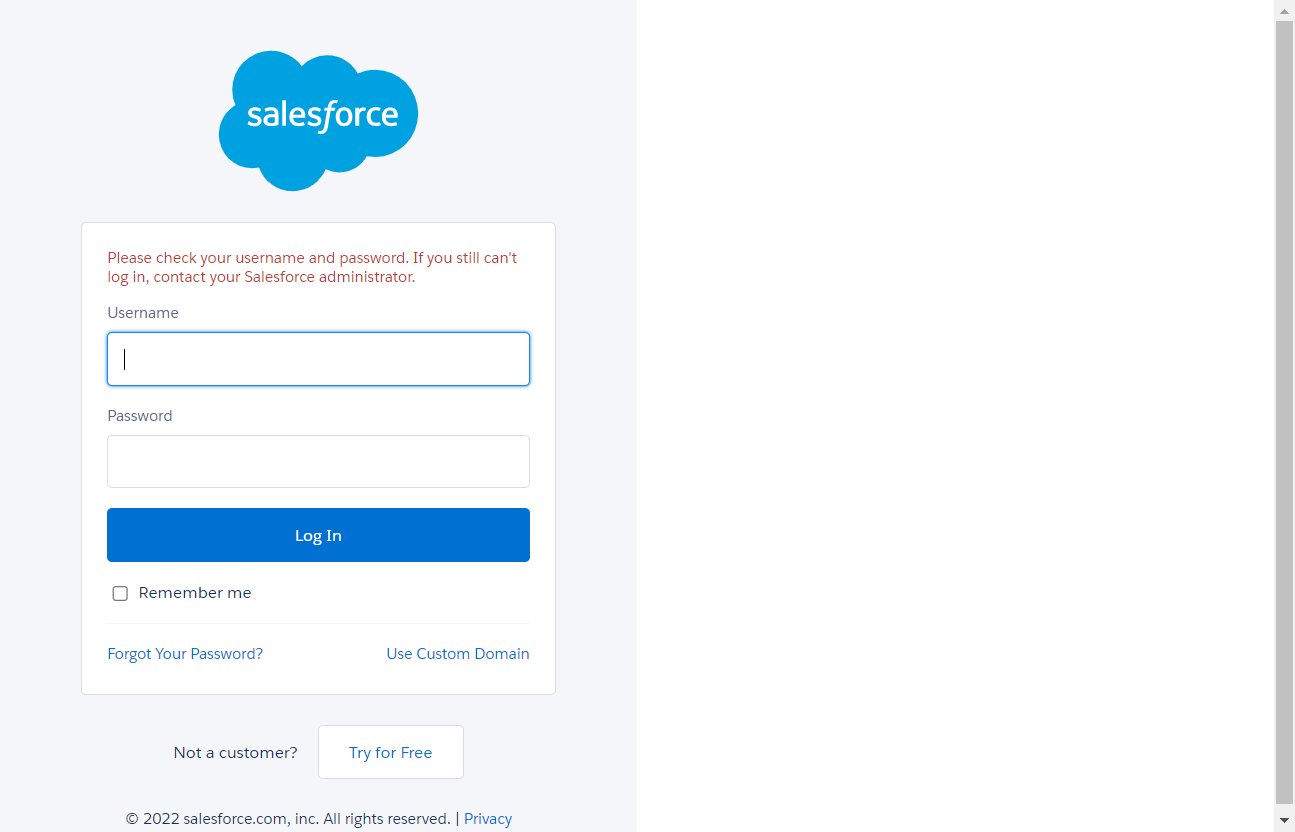 salesforce
Please check your username and password. If you still can't
log in, contact your Salesforce administrator.
Username
Password
Log In
Remember me
Forgot Your Password? Use Custom Domain
Not a customer? Try for Free
© 2022 salesforce.com, inc. All rights reserved. | Privacy